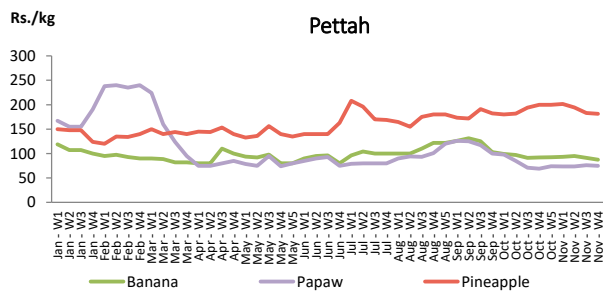 Rs./kg
Pettah
300
250
200
150
100
50
0
Jan - W1
Jan - W2
Jan - W3
Jan - W4
Feb - W1
Feb - W2
Feb - W3
Feb - W4
Mar - W1
Mar - W2
Mar - W3
Mar - W4
Apr - W1
Apr - W2
Apr - W3
Apr - W4
May - W1
May - W2
May - W3
May - W4
May - W5
Jun - W1
Jun - W2
Jun - W3
Jun - W4
Jul - W1
Jul - W2
Jul - W3
Jul - W4
Aug - W1
Aug - W2
Aug - W3
Aug - W4
Aug - W5
Sep - W1
Sep - W2
Sep - W3
Sep - W4
Oct - W1
Oct - W2
Oct - W3
Oct - W4
Oct - W5
Nov - W1
Nov - W2
Nov - W3
Nov - W4
Banana
Papaw
Pineapple